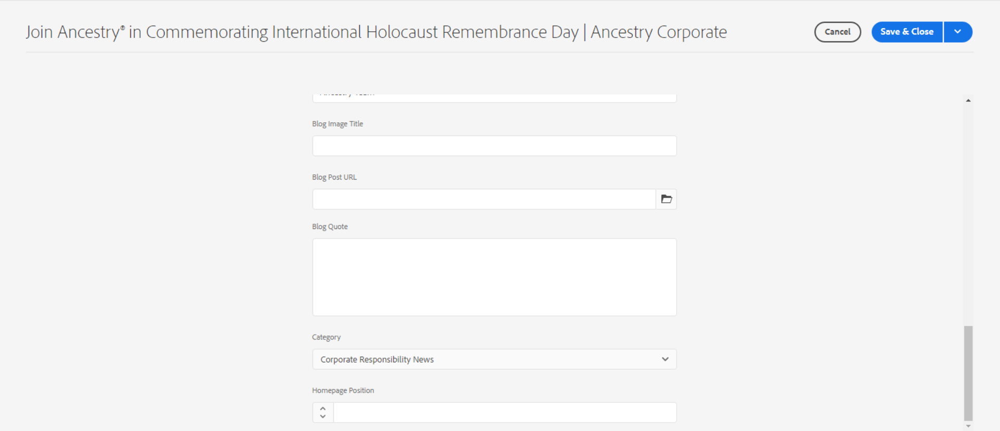 Join Ancestry® in Commemorating International Holocaust Remembrance Day | Ancestry Corporate
Cancel
Save & Close
Blog Image Title
Blog Post URL
Blog Quote
Category
Corporate Responsibility News
Homepage Position